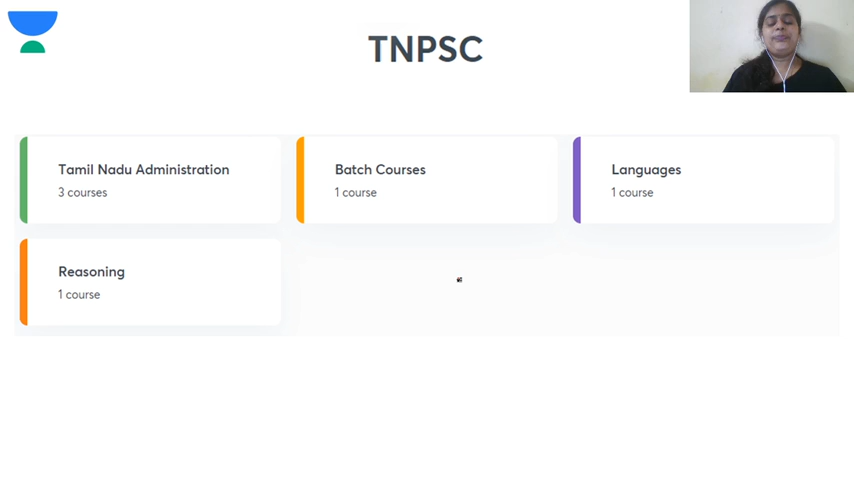 TNPSC
Tamil Nadu Administration
3 courses
Batch Courses
1 course
Languages
1 course
Reasoning
1 course